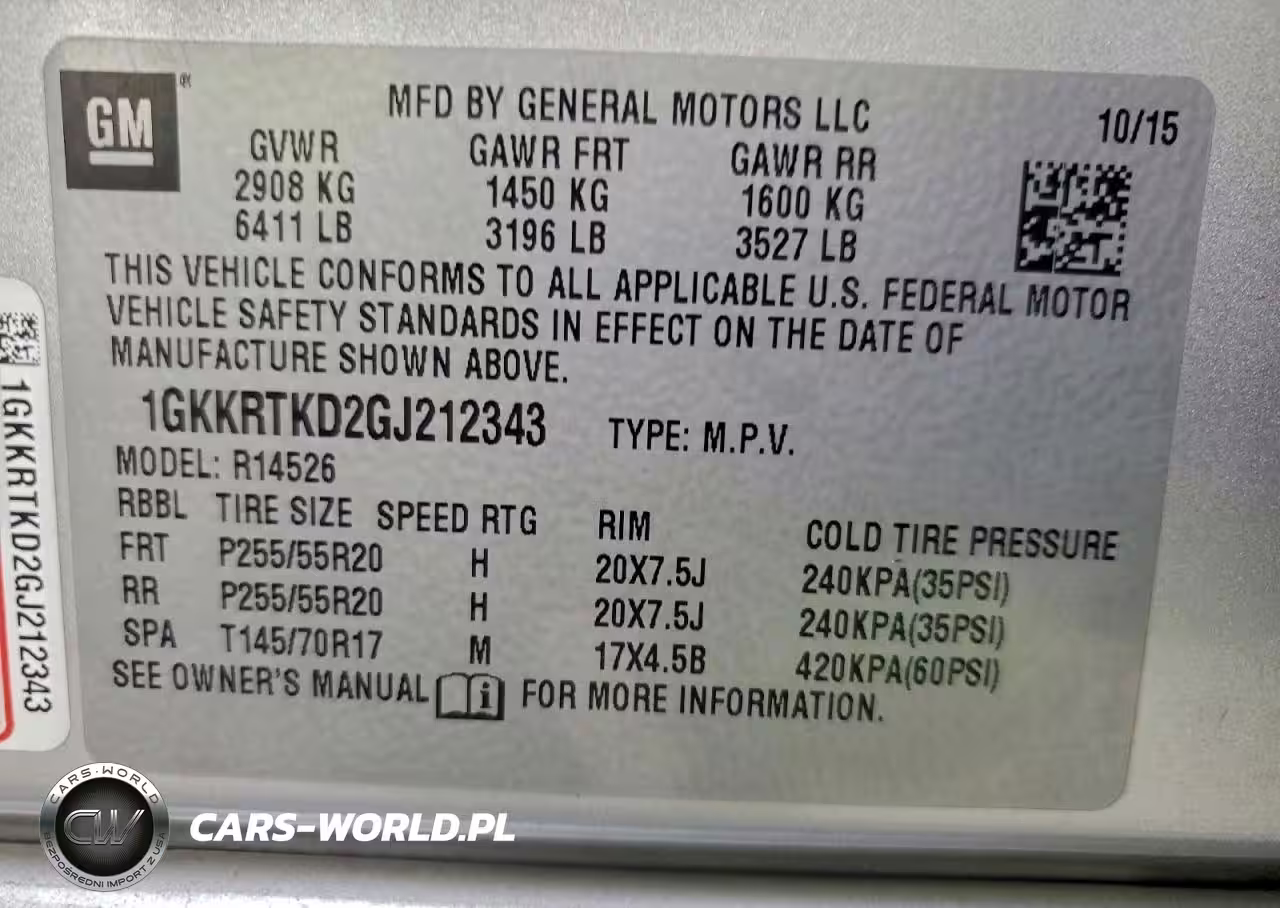 GM
MFD BY GENERAL MOTORS LLC
10/15
GVWR GAWR FRT GAWR RR
2908 KG 1450 KG 1600 KG
6411 LB 3196 LB 3527 LB
THIS VEHICLE CONFORMS TO ALL APPLICABLE U.S. FEDERAL MOTOR
VEHICLE SAFETY STANDARDS IN EFFECT ON THE DATE OF
MANUFACTURE SHOWN ABOVE.
1GKKRTKD2GJ212343 TYPE: M.P.V.
MODEL: R14526
RBBL TIRE SIZE SPEED RTG RIM COLD TIRE PRESSURE
FRT P255/55R20 H 20X7.5J 240KPA(35PSI)
RR P255/55R20 H 20X7.5J 240KPA(35PSI)
SPA T145/70R17 M 17X4.5B 420KPA(60PSI)
SEE OWNER'S MANUAL FOR MORE INFORMATION.
1GKKRTKD2GJ212343
CARS-WORLD
CW
BEZPOŚREDNI IMPORT Z USA
CARS-WORLD.PL